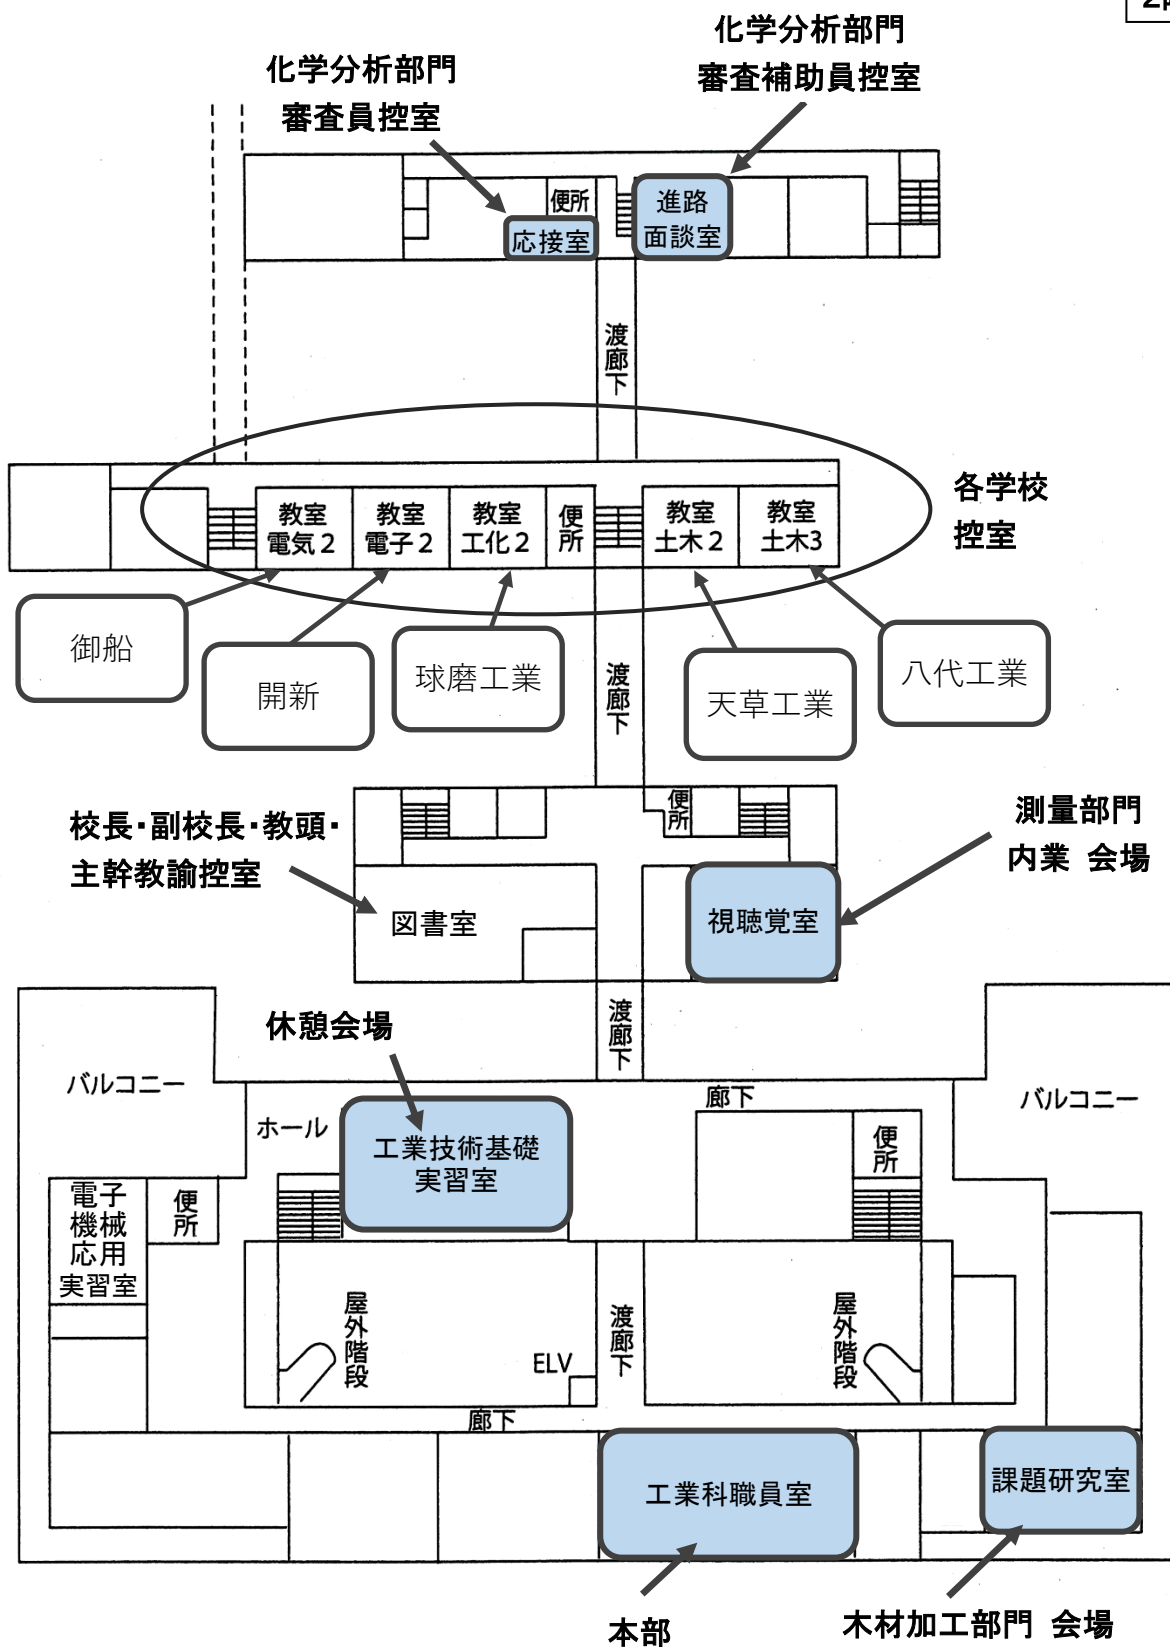 2階
化学分析部門
審査補助員控室
化学分析部門
審査員控室
便所
応接室
進路
面談室
渡廊下
各学校
控室
教室
電気2
教室
電子2
教室
工化2
便所
教室
土木2
教室
土木3
御船
開新
球磨工業
天草工業
八代工業
渡廊下
便所
校長・副校長・教頭・
主幹教諭控室
図書室
視聴覚室
測量部門
内業 会場
渡廊下
休憩会場
バルコニー
バルコニー
ホール
工業技術基礎
実習室
廊下
便所
電子
機械
応用
実習室
便所
屋外階段
ELV
渡廊下
屋外階段
廊下
工業科職員室
課題研究室
本部
木材加工部門 会場